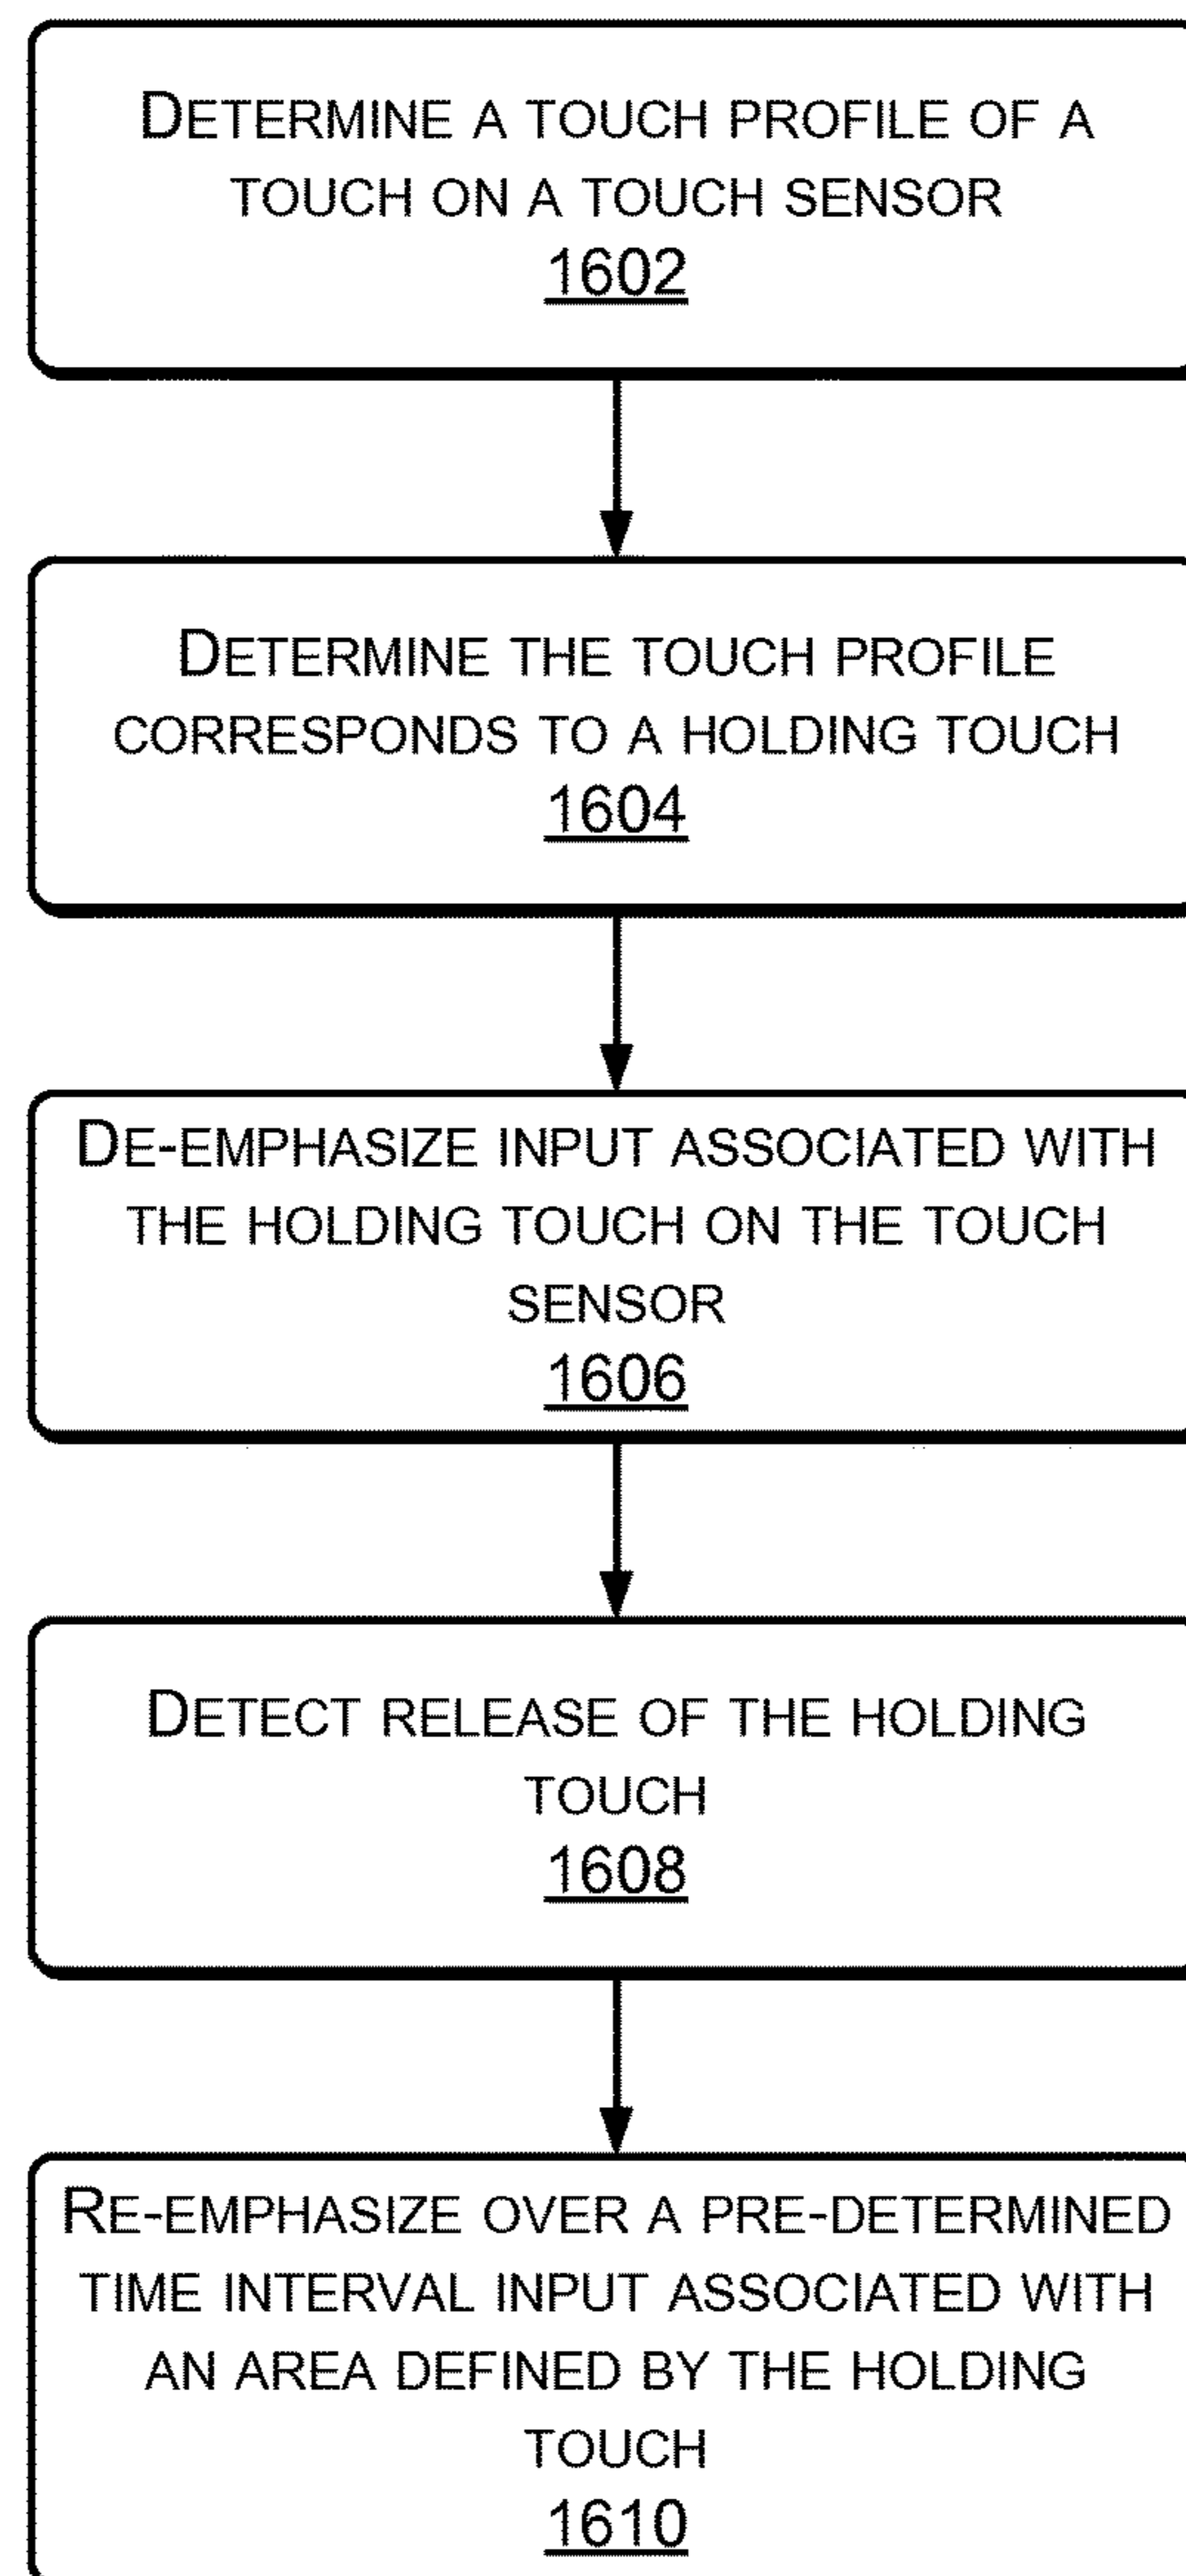 DETERMINE A TOUCH PROFILE OF A
TOUCH ON A TOUCH SENSOR
1602
DETERMINE THE TOUCH PROFILE
CORRESPONDS TO A HOLDING TOUCH
1604
DE-EMPHASIZE INPUT ASSOCIATED WITH
THE HOLDING TOUCH ON THE TOUCH
SENSOR
1606
DETECT RELEASE OF THE HOLDING
TOUCH
1608
RE-EMPHASIZE OVER A PRE-DETERMINED
TIME INTERVAL INPUT ASSOCIATED WITH
AN AREA DEFINED BY THE HOLDING
TOUCH
1610